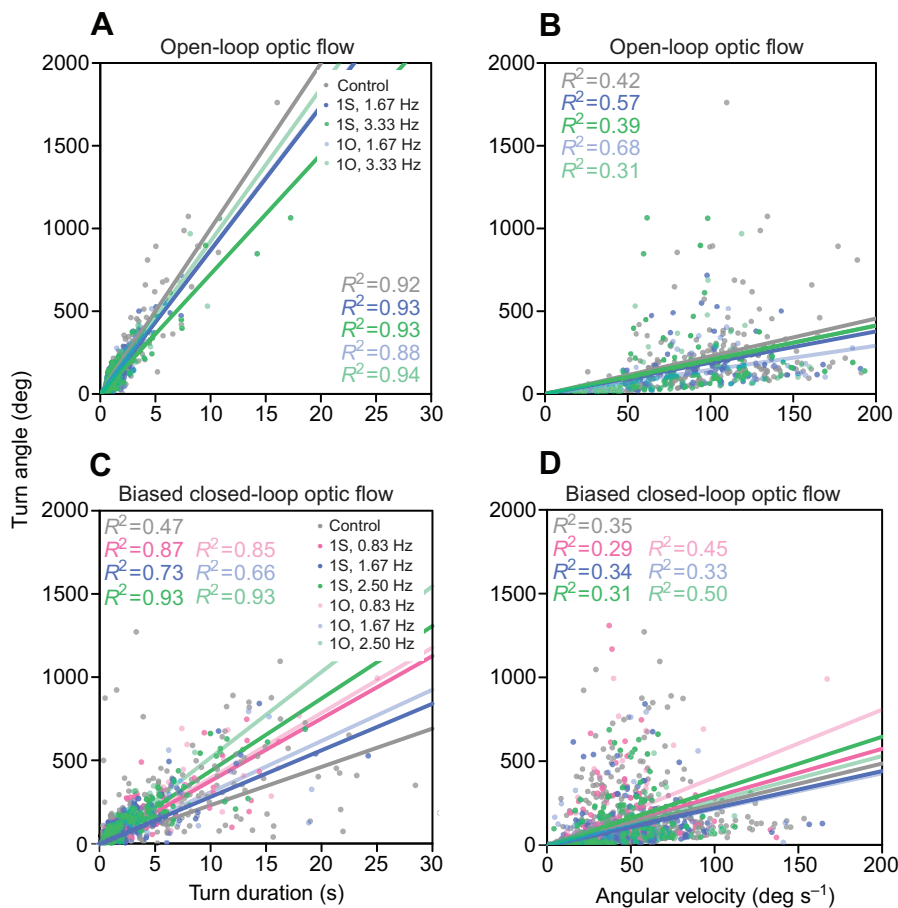 A
Open-loop optic flow
2000
1500
1000
500
0
0 5 10 15 20 25 30
Control
1S, 1.67 Hz
1S, 3.33 Hz
1O, 1.67 Hz
1O, 3.33 Hz
R²=0.92
R²=0.93
R²=0.93
R²=0.88
R²=0.94
B
Open-loop optic flow
2000
1500
1000
500
0
0 50 100 150 200
R²=0.42
R²=0.57
R²=0.39
R²=0.68
R²=0.31
Turn angle (deg)
C
Biased closed-loop optic flow
2000
1500
1000
500
0
0 5 10 15 20 25 30
R²=0.47
R²=0.87 R²=0.85
R²=0.73 R²=0.66
R²=0.93 R²=0.93
Control
1S, 0.83 Hz
1S, 1.67 Hz
1S, 2.50 Hz
1O, 0.83 Hz
1O, 1.67 Hz
1O, 2.50 Hz
Turn duration (s)
D
Biased closed-loop optic flow
2000
1500
1000
500
0
0 50 100 150 200
R²=0.35
R²=0.29 R²=0.45
R²=0.34 R²=0.33
R²=0.31 R²=0.50
Angular velocity (deg s⁻¹)